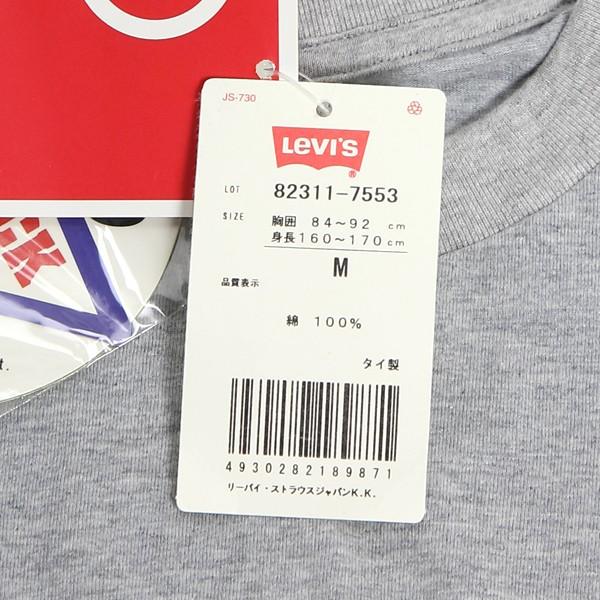 JS-730
LEVI'S
®
LOT 82311-7553
SIZE 胸囲 84～92 cm
身長160～170cm
M
品質表示
綿 100%
タイ製
4930282189871
リーバイ・ストラウスジャパンK.K.
CK
t.